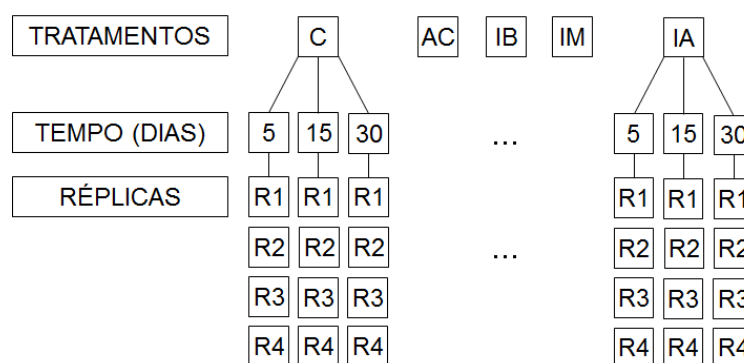 TRATAMENTOS C AC IB IM IA
TEMPO (DIAS) 5 15 30 ... 5 15 30
RÉPLICAS R1 R1 R1 R1 R1 R1
R2 R2 R2 ... R2 R2 R2
R3 R3 R3 R3 R3 R3
R4 R4 R4 R4 R4 R4